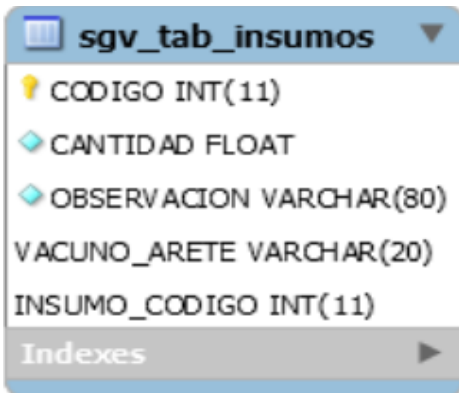 sgv_tab_insumos
CODIGO INT(11)
CANTIDAD FLOAT
OBSERVACION VARCHAR(80)
VACUNO_ARETE VARCHAR(20)
INSUMO_CODIGO INT(11)
Indexes